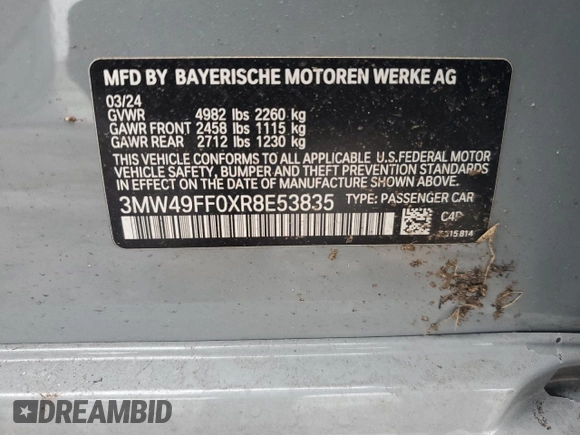 MFD BY BAYERISCHE MOTOREN WERKE AG
03/24
GVWR 4982 lbs 2260 kg
GAWR FRONT 2458 lbs 1115 kg
GAWR REAR 2712 lbs 1230 kg
THIS VEHICLE CONFORMS TO ALL APPLICABLE U.S.FEDERAL MOTOR
VEHICLE SAFETY, BUMPER, AND THEFT PREVENTION STANDARDS
IN EFFECT ON THE DATE OF MANUFACTURE SHOWN ABOVE.
3MW49FF0XR8E53835 TYPE: PASSENGER CAR
C4P
DREAMBID